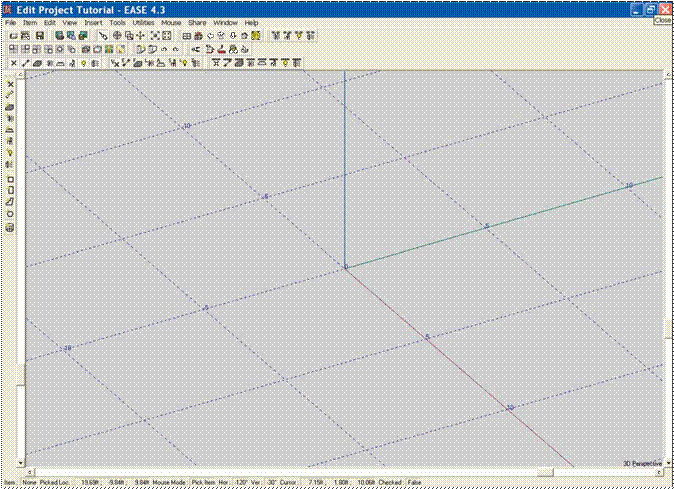 Edit Project Tutorial - EASE 4.3
File Item Edit View Insert Tools Utilities Mouse Share Window Help
Close
-10
-5
10
5
0
-5
5
-10
10
3D Perspective
Item: None Picked Loc.: 19.69ft; -9.84ft; 9.84ft Mouse Mode: Pick Item Hor: 120° Ver: 30° Cursor: 7.15ft; 1.80ft; 10.06ft Checked: False